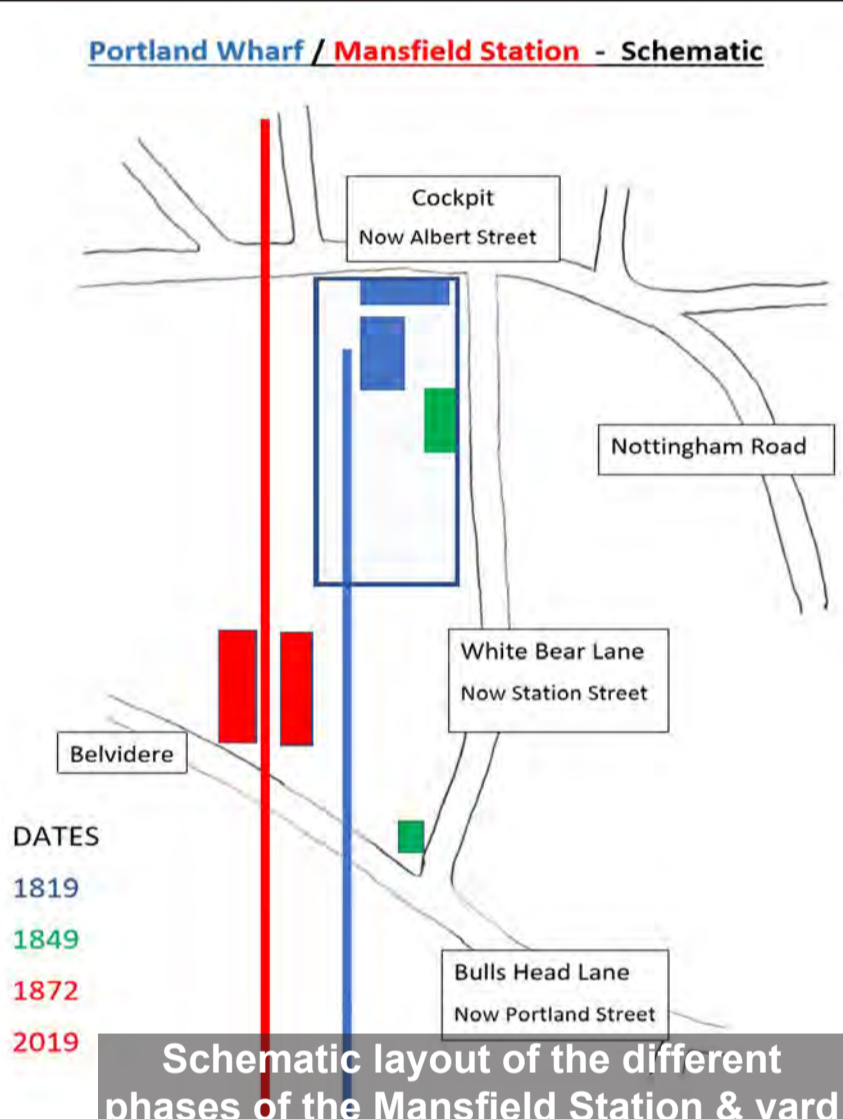 Portland Wharf / Mansfield Station - Schematic
Cockpit
Now Albert Street
Nottingham Road
White Bear Lane
Now Station Street
Belvidere
DATES
1819
1849
1872
2019
Bulls Head Lane
Now Portland Street
Schematic layout of the different
phases of the Mansfield Station & yard